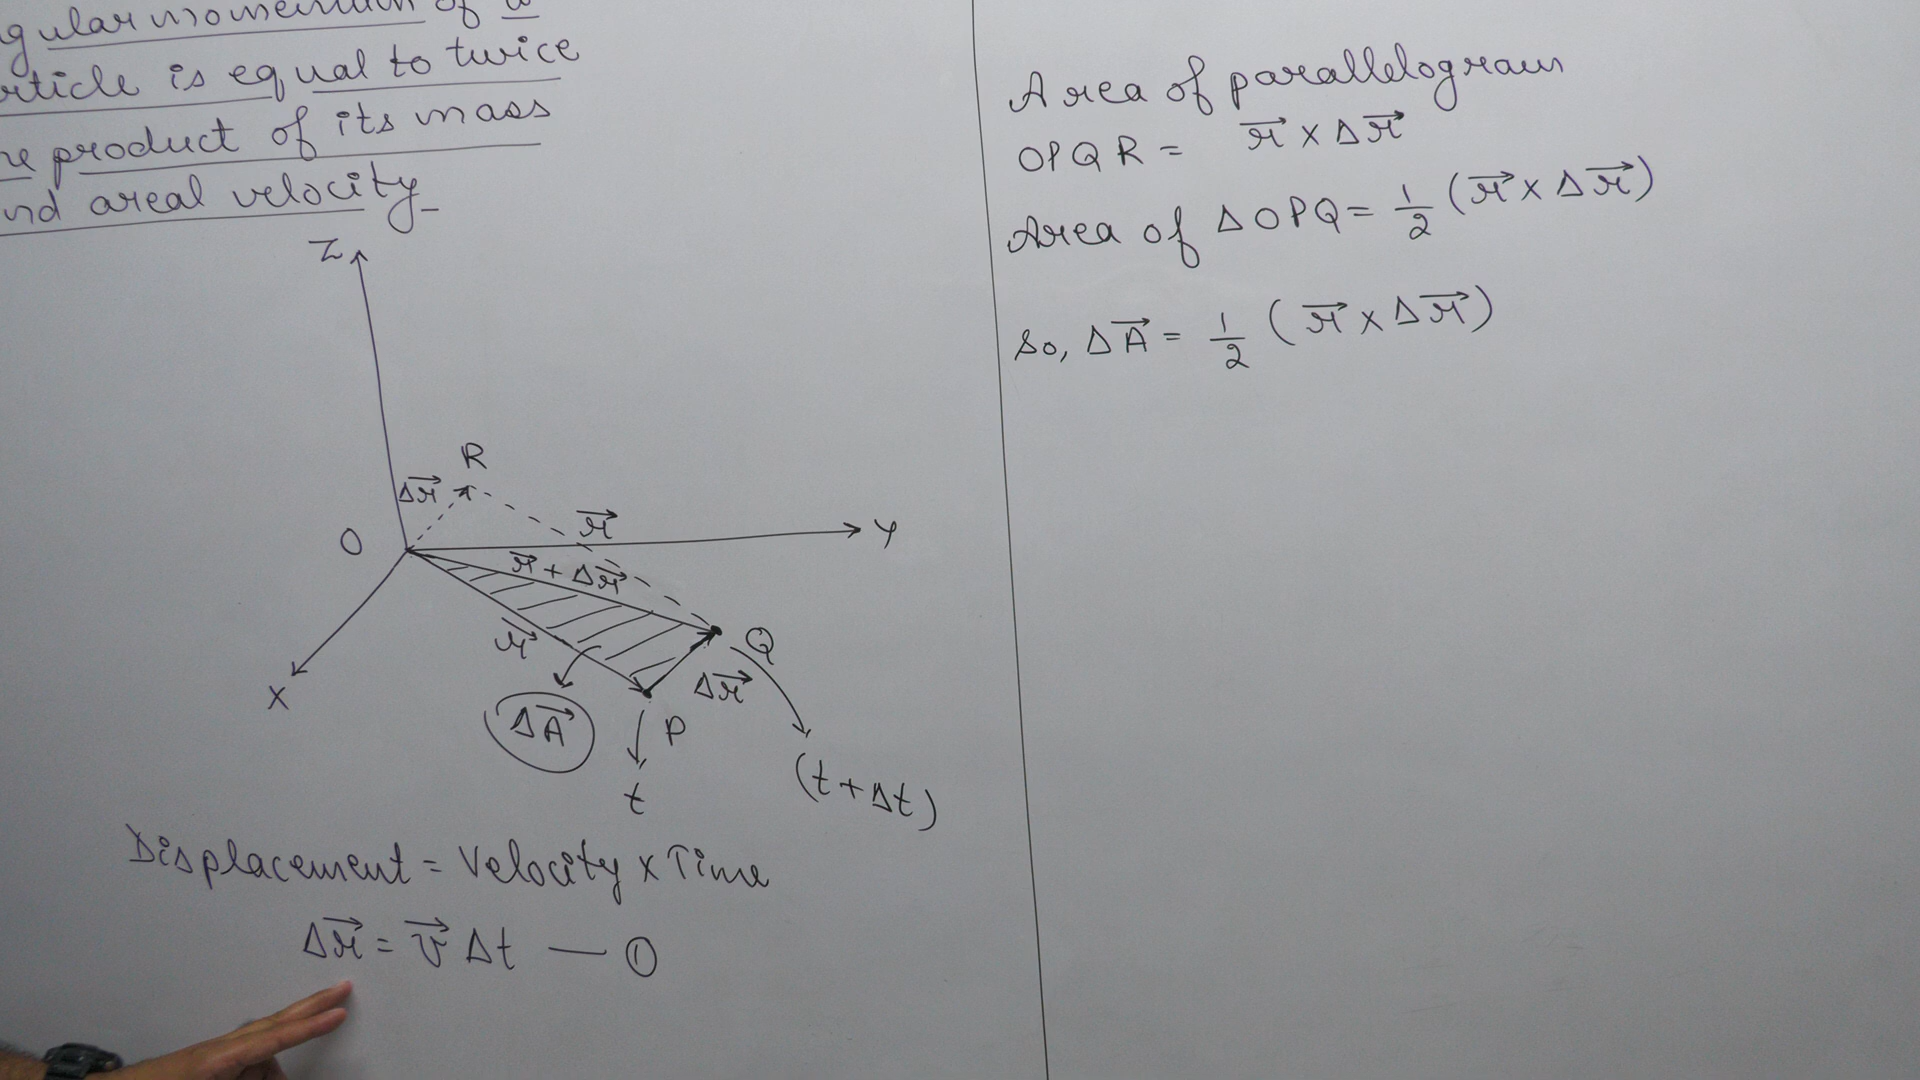 gular momentum of a
rticle is equal to twice
he product of its mass
nd areal velocity
Z
R
Δr⃗
r⃗
O
Y
r⃗ + Δr⃗
r⃗
Q
Δr⃗
X
ΔA⃗
P
t
(t + Δt)
Displacement = Velocity × Time
Δr⃗ = v⃗ Δt — ①
Area of parallelogram
OPQR = r⃗ × Δr⃗
Area of ΔOPQ = 1/2 (r⃗ × Δr⃗)
So, ΔA⃗ = 1/2 (r⃗ × Δr⃗)